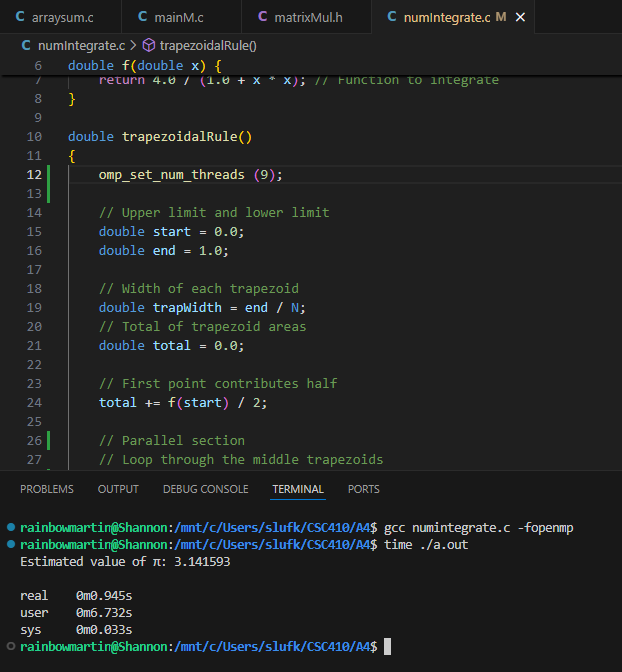 C arraysum.c C mainM.c C matrixMul.h C numIntegrate.c M ×
C numIntegrate.c > trapezoidalRule()
6 double f(double x) {
7 return 4.0 / (1.0 + x * x); // Function to integrate
8 }
9
10 double trapezoidalRule()
11 {
12 omp_set_num_threads (9);
13
14 // Upper limit and lower limit
15 double start = 0.0;
16 double end = 1.0;
17
18 // Width of each trapezoid
19 double trapWidth = end / N;
20 // Total of trapezoid areas
21 double total = 0.0;
22
23 // First point contributes half
24 total += f(start) / 2;
25
26 // Parallel section
27 // Loop through the middle trapezoids
PROBLEMS OUTPUT DEBUG CONSOLE TERMINAL PORTS
rainbowmartin@Shannon:/mnt/c/Users/slufk/CSC410/A4$ gcc numintegrate.c -fopenmp
rainbowmartin@Shannon:/mnt/c/Users/slufk/CSC410/A4$ time ./a.out
Estimated value of π: 3.141593
real 0m0.945s
user 0m6.732s
sys 0m0.033s
rainbowmartin@Shannon:/mnt/c/Users/slufk/CSC410/A4$